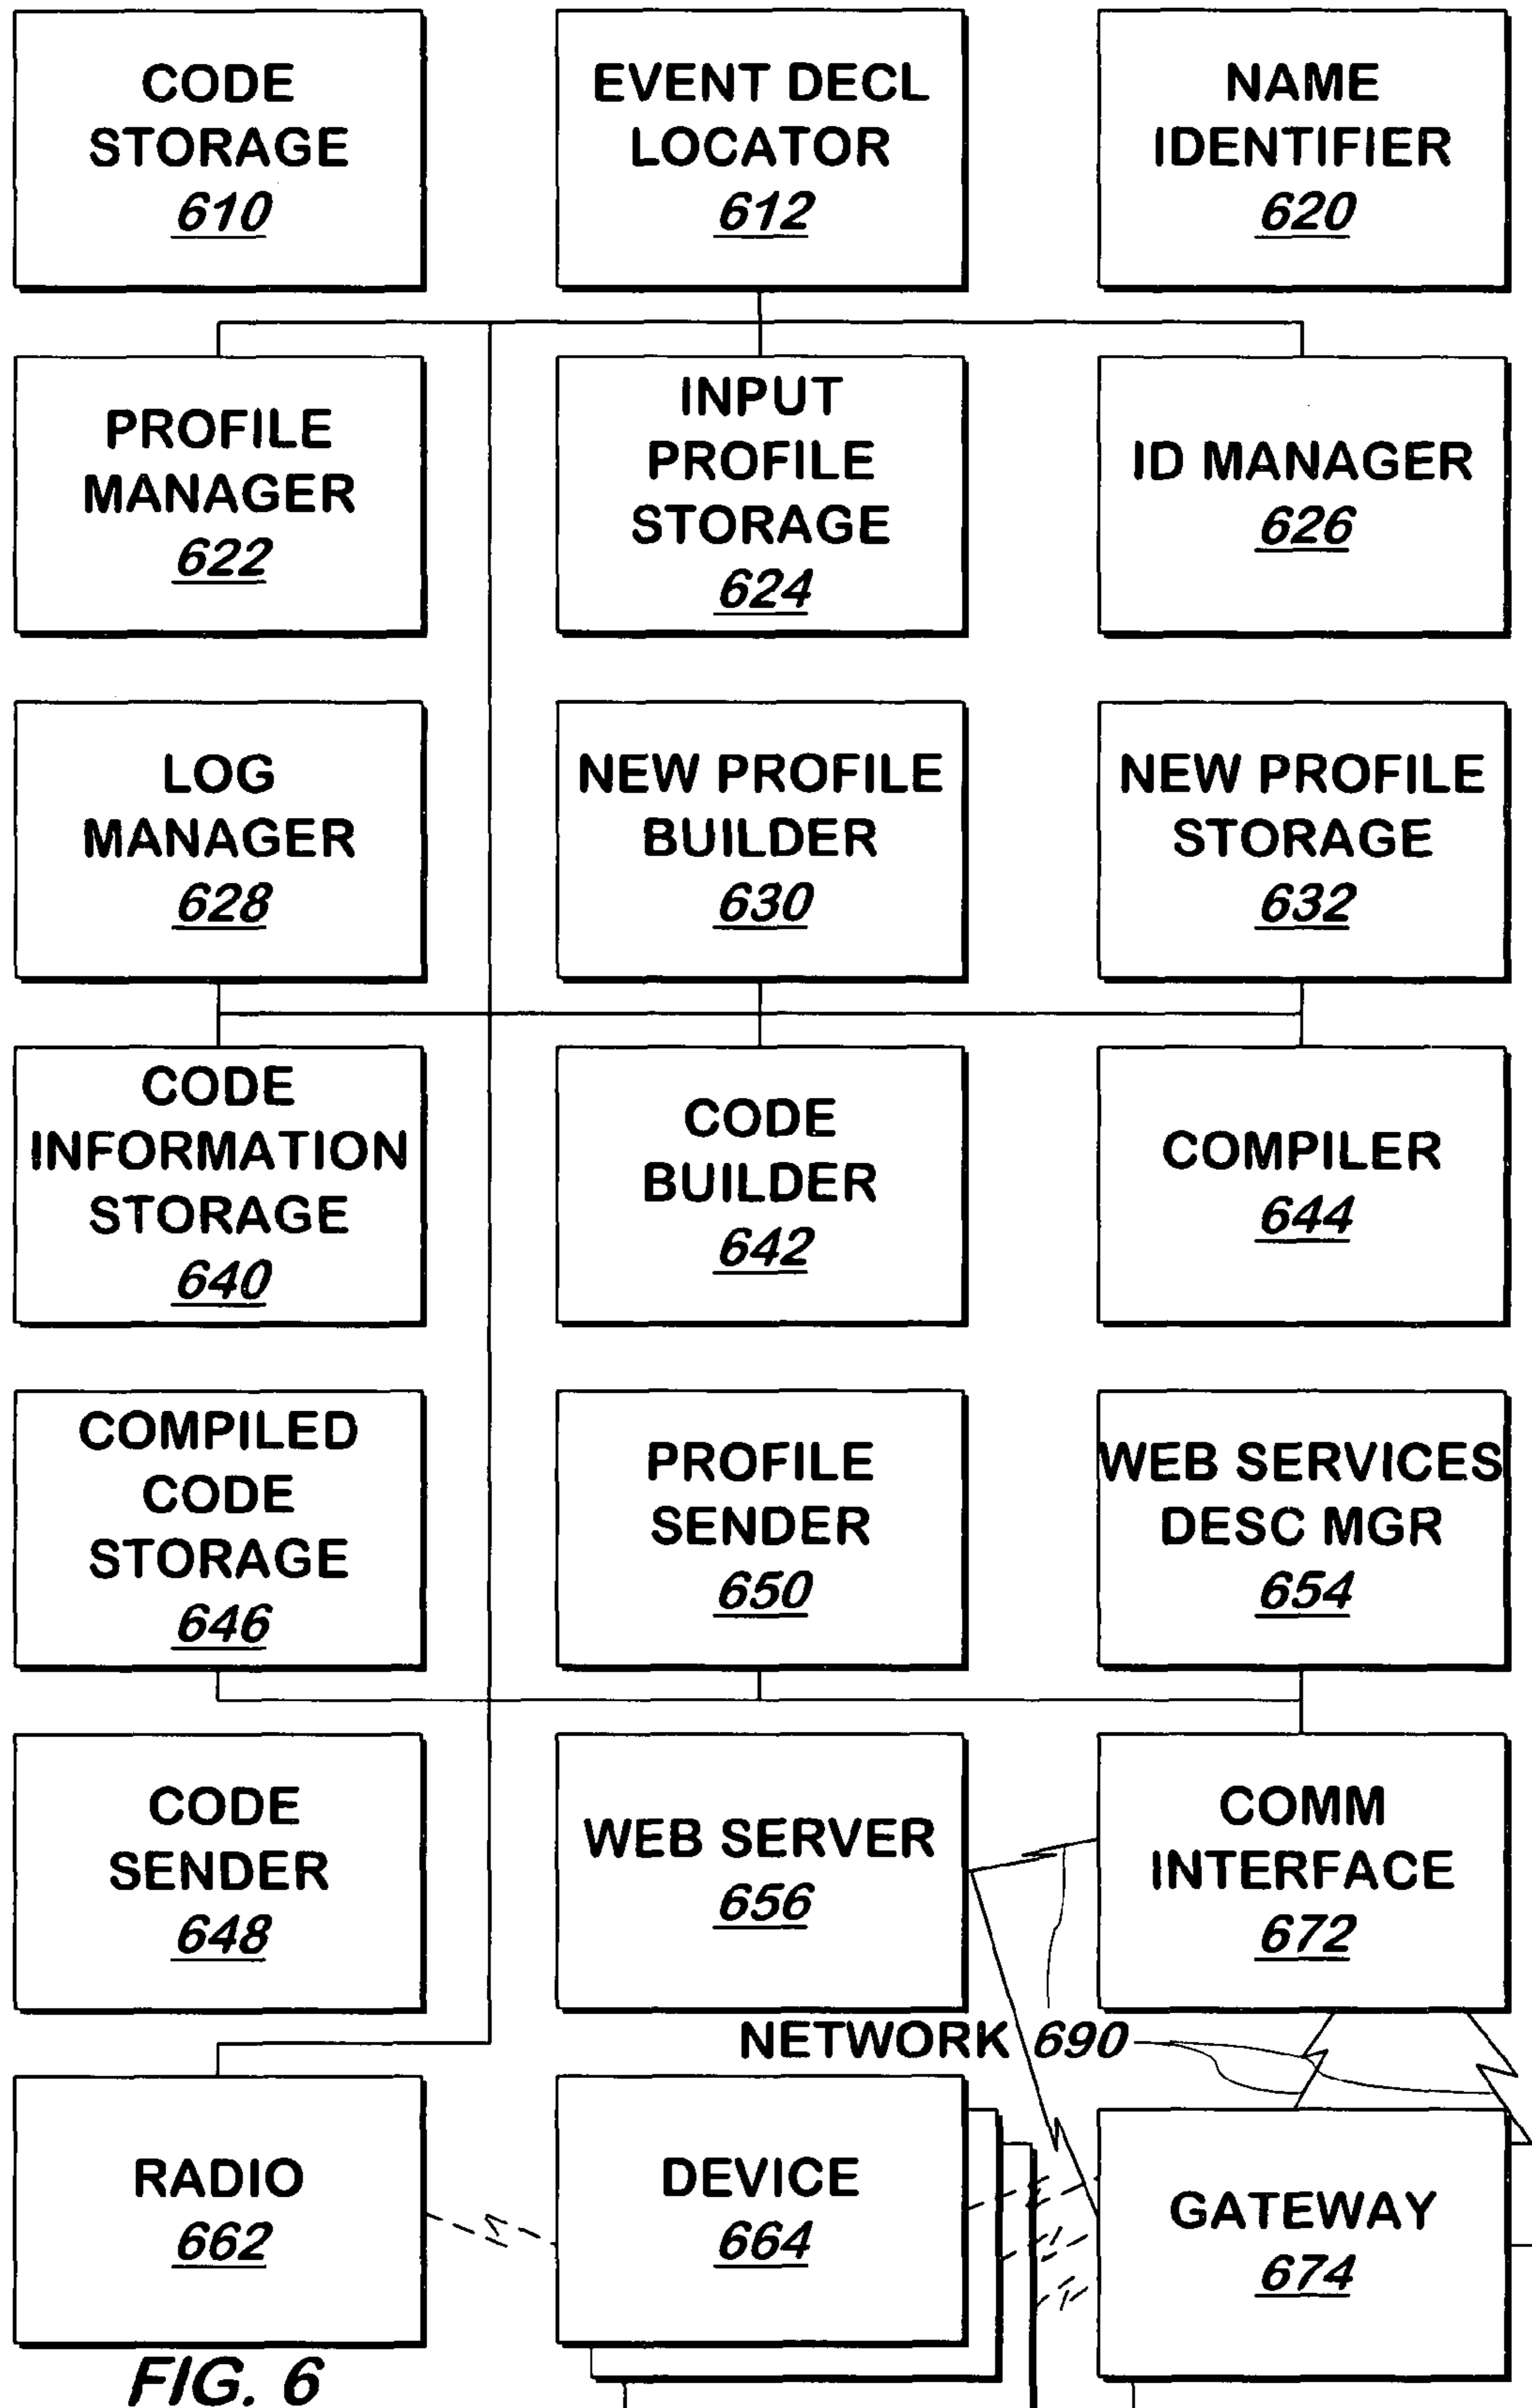 CODE
STORAGE
610
EVENT DECL
LOCATOR
612
NAME
IDENTIFIER
620
PROFILE
MANAGER
622
INPUT
PROFILE
STORAGE
624
ID MANAGER
626
LOG
MANAGER
628
NEW PROFILE
BUILDER
630
NEW PROFILE
STORAGE
632
CODE
INFORMATION
STORAGE
640
CODE
BUILDER
642
COMPILER
644
COMPILED
CODE
STORAGE
646
PROFILE
SENDER
650
WEB SERVICES
DESC MGR
654
CODE
SENDER
648
WEB SERVER
656
COMM
INTERFACE
672
NETWORK 690
RADIO
662
DEVICE
664
GATEWAY
674
FIG. 6